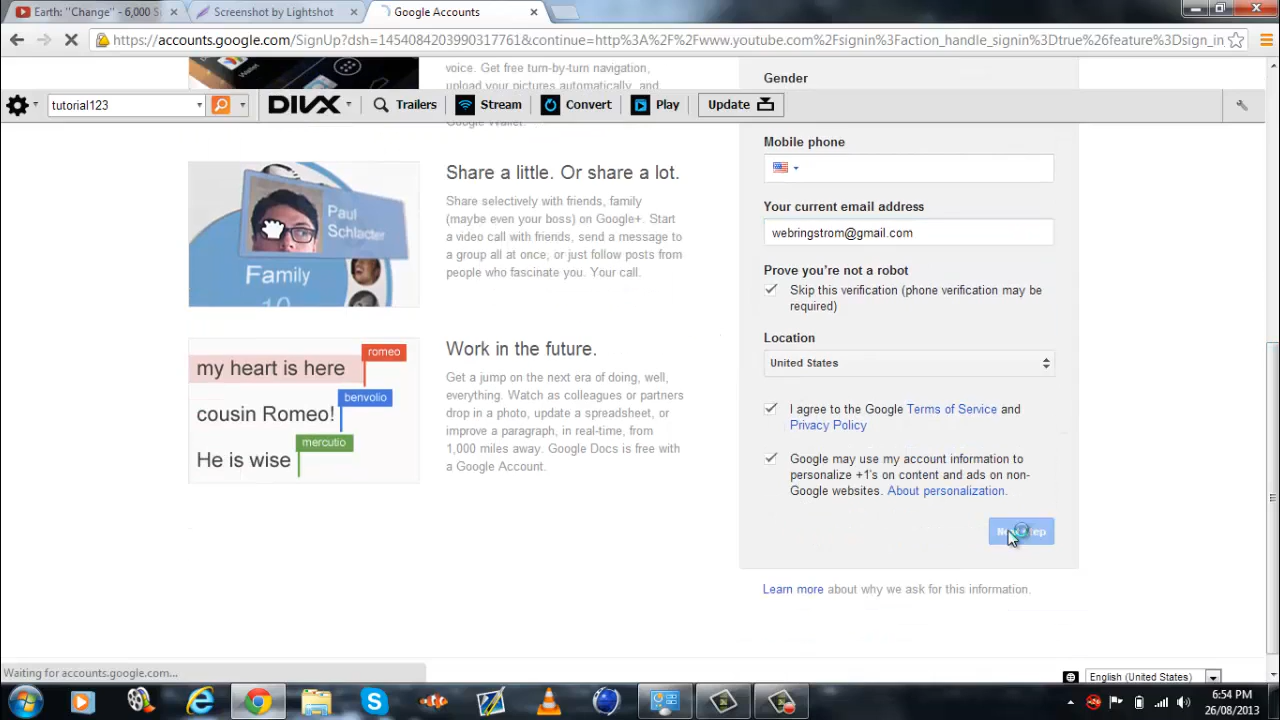 Earth: "Change" - 6,000 S
Screenshot by Lightshot
Google Accounts
https://accounts.google.com/SignUp?dsh=1454084203990317761&continue=http%3A%2F%2Fwww.youtube.com%2Fsignin%3Faction_handle_signin%3Dtrue%26feature%3Dsign_in
voice. Get free turn-by-turn navigation,
upload your pictures automatically, and
Gender
tutorial123
DIVX
Trailers
Stream
Convert
Play
Update
Google Wallet.
Mobile phone
Share a little. Or share a lot.
Share selectively with friends, family
(maybe even your boss) on Google+. Start
a video call with friends, send a message to
a group all at once, or just follow posts from
people who fascinate you. Your call.
Paul
Schlacter
Family
10
Your current email address
webringstrom@gmail.com
Prove you're not a robot
Skip this verification (phone verification may be
required)
Location
United States
my heart is here
romeo
cousin Romeo!
benvolio
mercutio
He is wise
Work in the future.
Get a jump on the next era of doing, well,
everything. Watch as colleagues or partners
drop in a photo, update a spreadsheet, or
improve a paragraph, in real-time, from
1,000 miles away. Google Docs is free with
a Google Account.
I agree to the Google Terms of Service and
Privacy Policy
Google may use my account information to
personalize +1's on content and ads on non-
Google websites. About personalization.
Learn more about why we ask for this information.
Waiting for accounts.google.com...
English (United States)
6:54 PM
26/08/2013